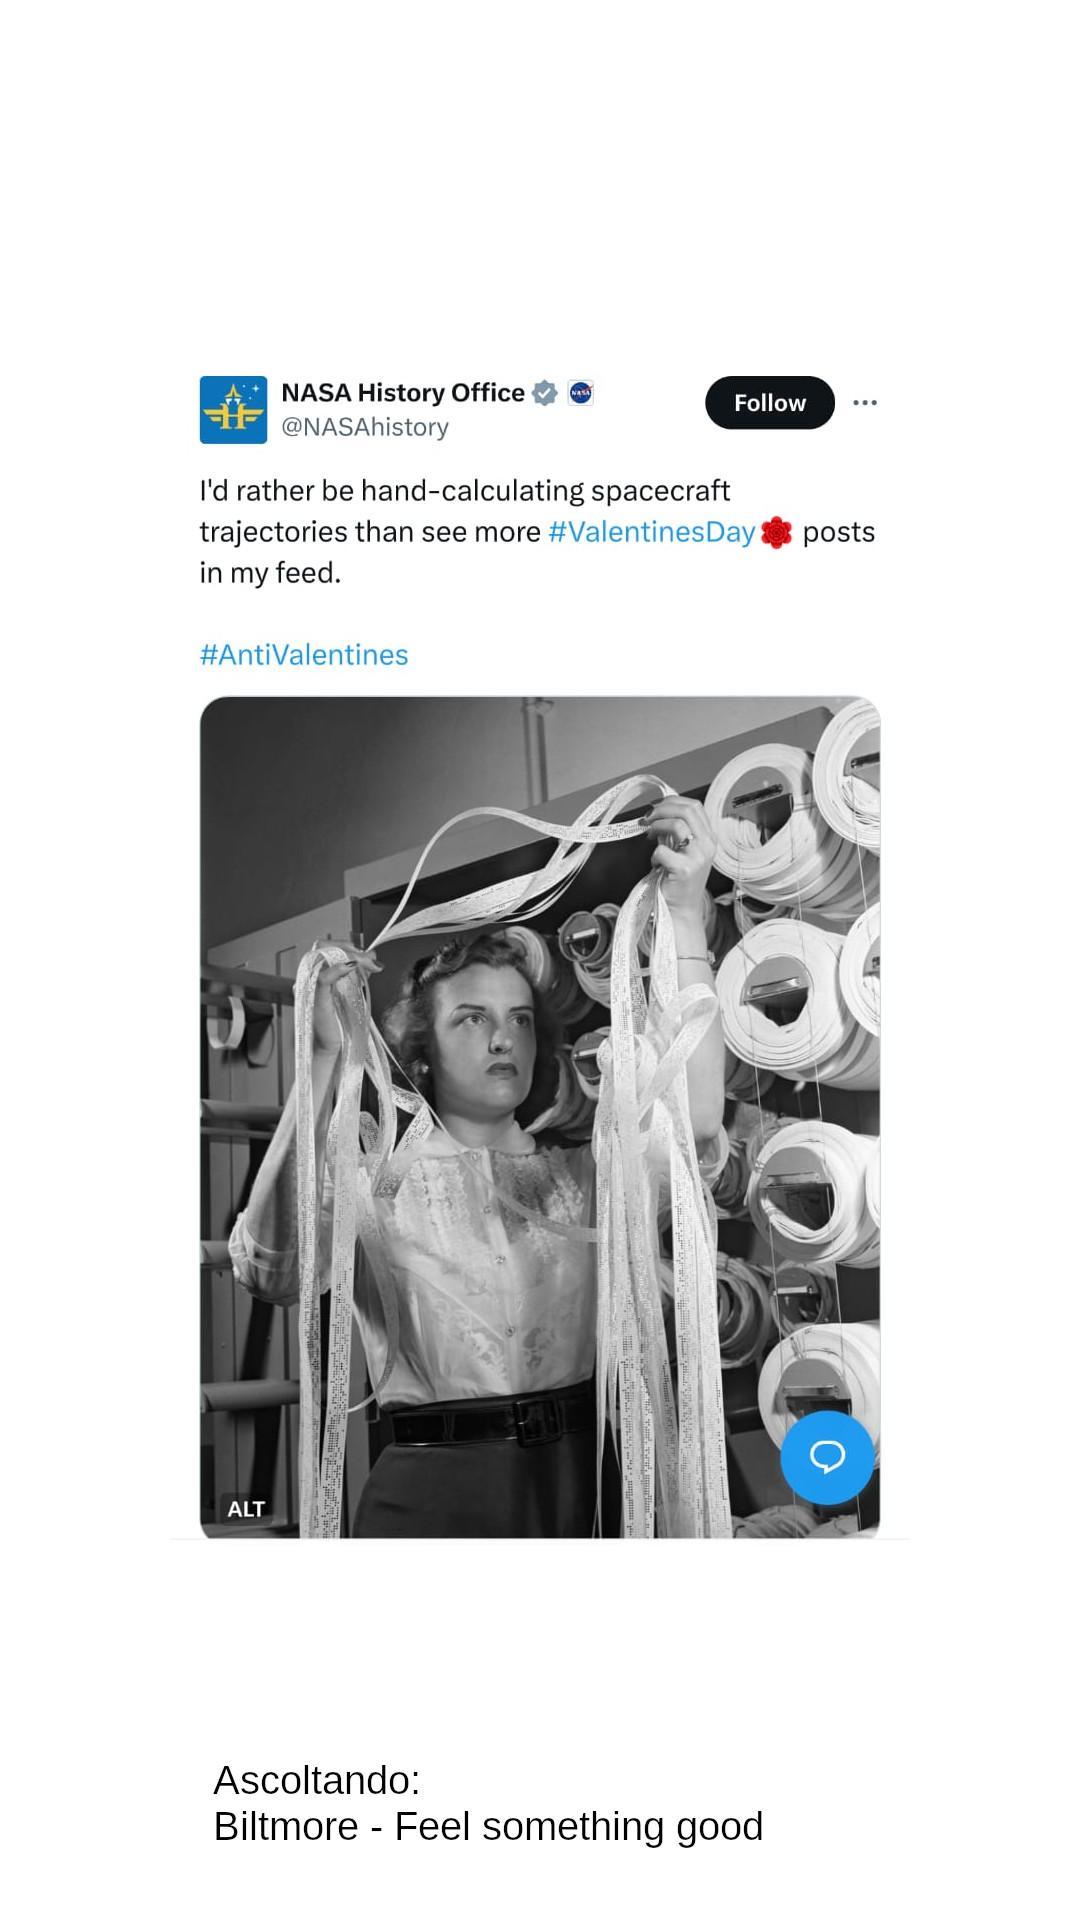 NASA History Office
NASA
@NASAhistory
Follow
I'd rather be hand-calculating spacecraft
trajectories than see more #ValentinesDay posts
in my feed.
#AntiValentines
ALT
Ascoltando:
Biltmore - Feel something good